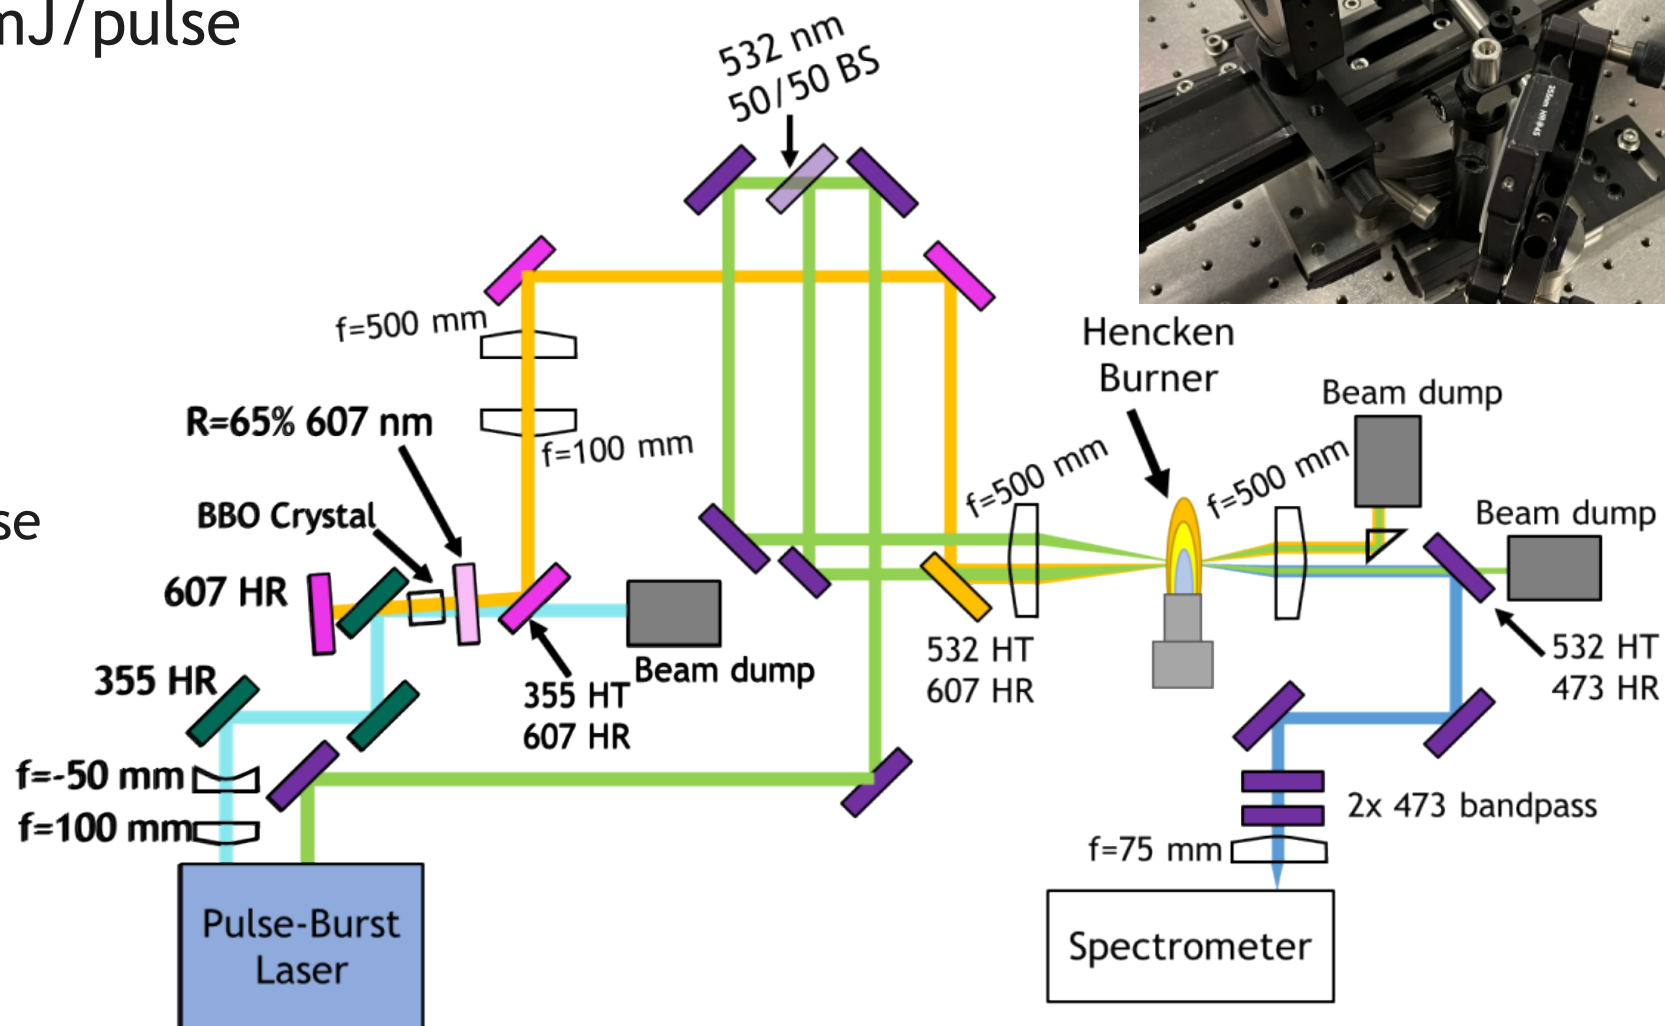 mJ/pulse
532 nm
50/50 BS
f=500 mm
R=65% 607 nm
f=100 mm
BBO Crystal
se
607 HR
355 HR
f=-50 mm
f=100 mm
355 HT
607 HR
Beam dump
Pulse-Burst
Laser
Hencken
Burner
f=500 mm
f=500 mm
Beam dump
Beam dump
532 HT
607 HR
532 HT
473 HR
2x 473 bandpass
f=75 mm
Spectrometer